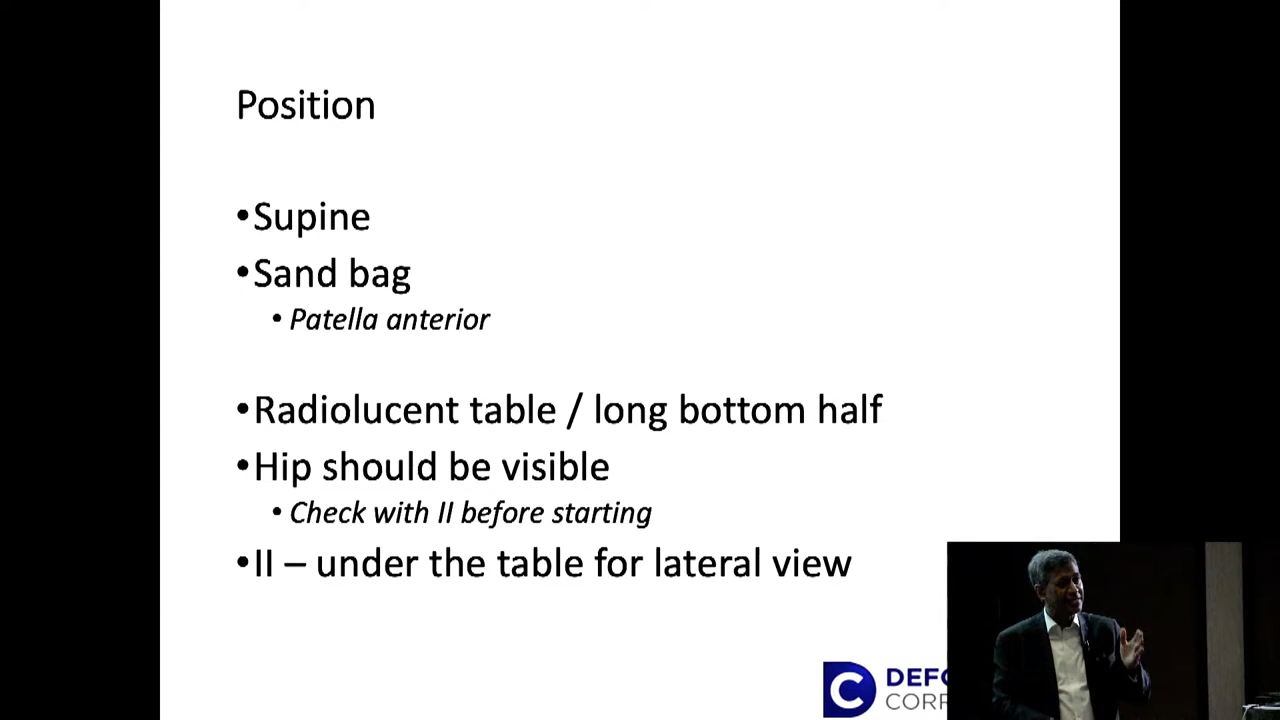 Position
•Supine
•Sand bag
• Patella anterior
•Radiolucent table / long bottom half
•Hip should be visible
• Check with II before starting
•II – under the table for lateral view
C